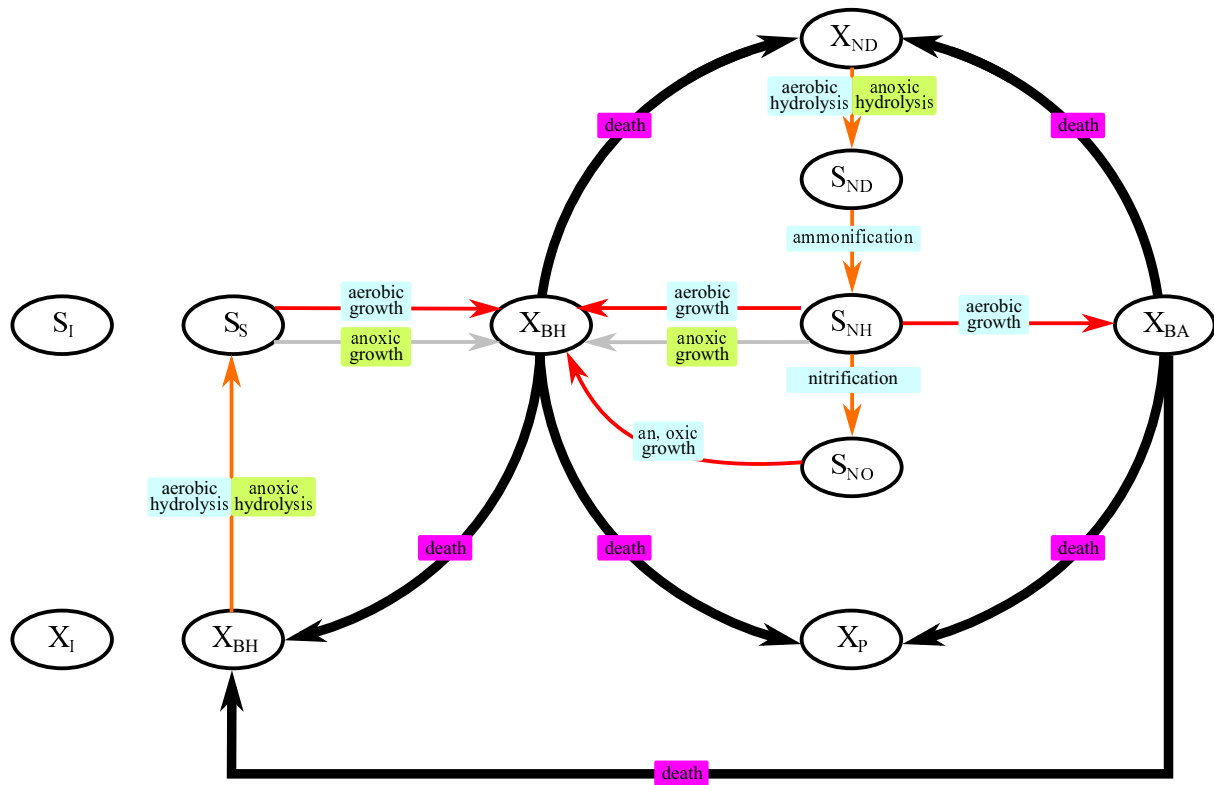 X_ND
aerobic
hydrolysis
anoxic
hydrolysis
death
death
S_ND
ammonification
S_I
S_S
aerobic
growth
anoxic
growth
X_BH
aerobic
growth
anoxic
growth
S_NH
aerobic
growth
X_BA
nitrification
an, oxic
growth
S_NO
aerobic
hydrolysis
anoxic
hydrolysis
death
death
death
X_I
X_BH
X_P
death